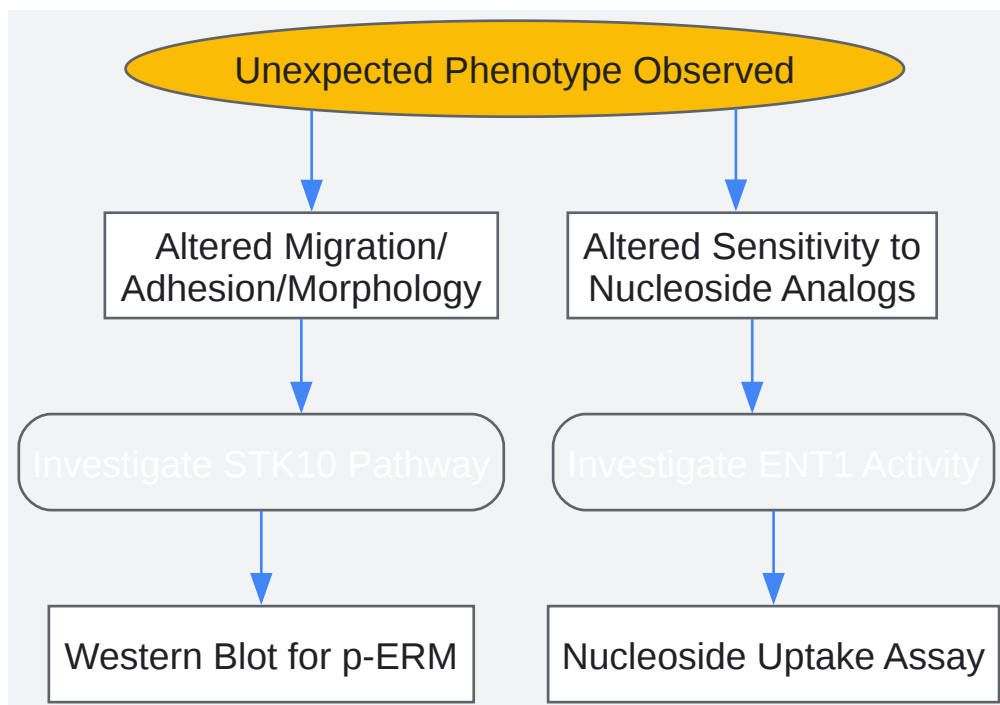 Unexpected Phenotype Observed
Altered Migration/
Adhesion/Morphology
Altered Sensitivity to
Nucleoside Analogs
Investigate STK10 Pathway
Investigate ENT1 Activity
Western Blot for p-ERM
Nucleoside Uptake Assay